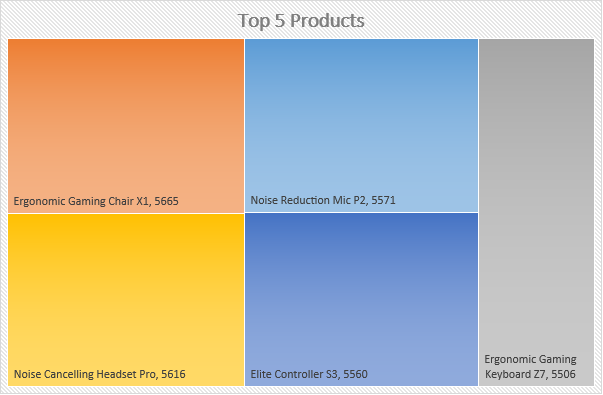 Top 5 Products
Ergonomic Gaming Chair X1, 5665
Noise Reduction Mic P2, 5571
Noise Cancelling Headset Pro, 5616
Elite Controller S3, 5560
Ergonomic Gaming
Keyboard Z7, 5506